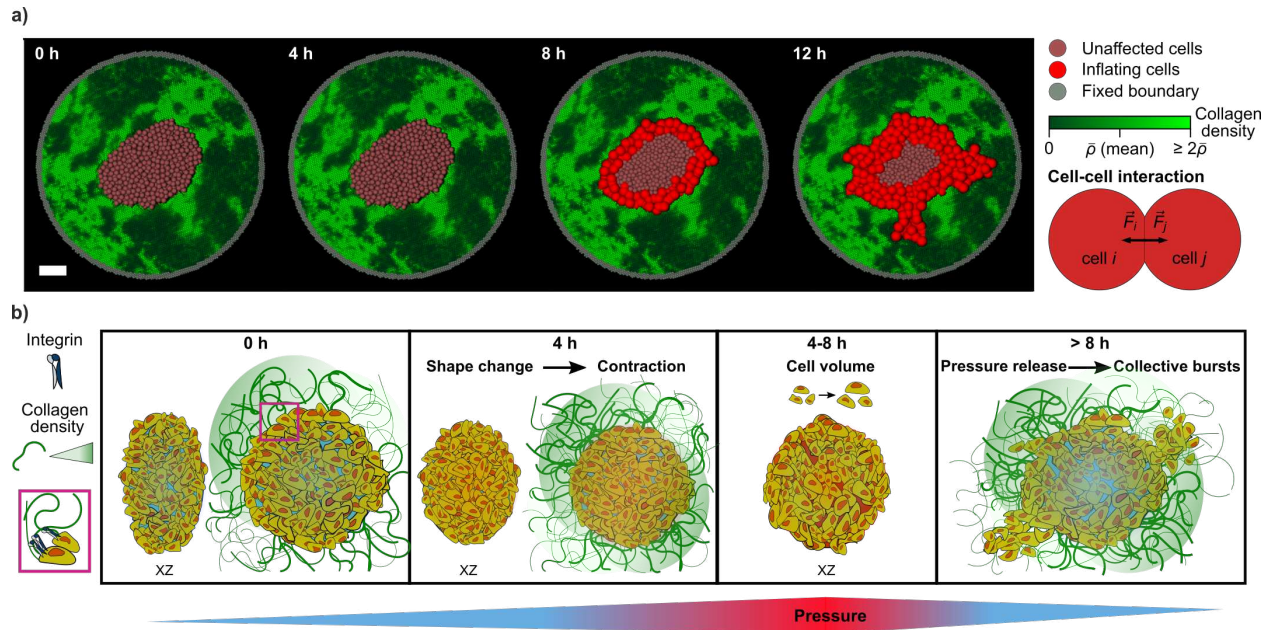 a)
0 h
4 h
8 h
12 h
Unaffected cells
Inflating cells
Fixed boundary
Collagen
density
0
ρ̄ (mean)
≥ 2ρ̄
Cell-cell interaction
F⃗i
F⃗j
cell i
cell j
b)
Integrin
Collagen
density
0 h
XZ
4 h
Shape change
Contraction
XZ
4-8 h
Cell volume
XZ
> 8 h
Pressure release
Collective bursts
Pressure